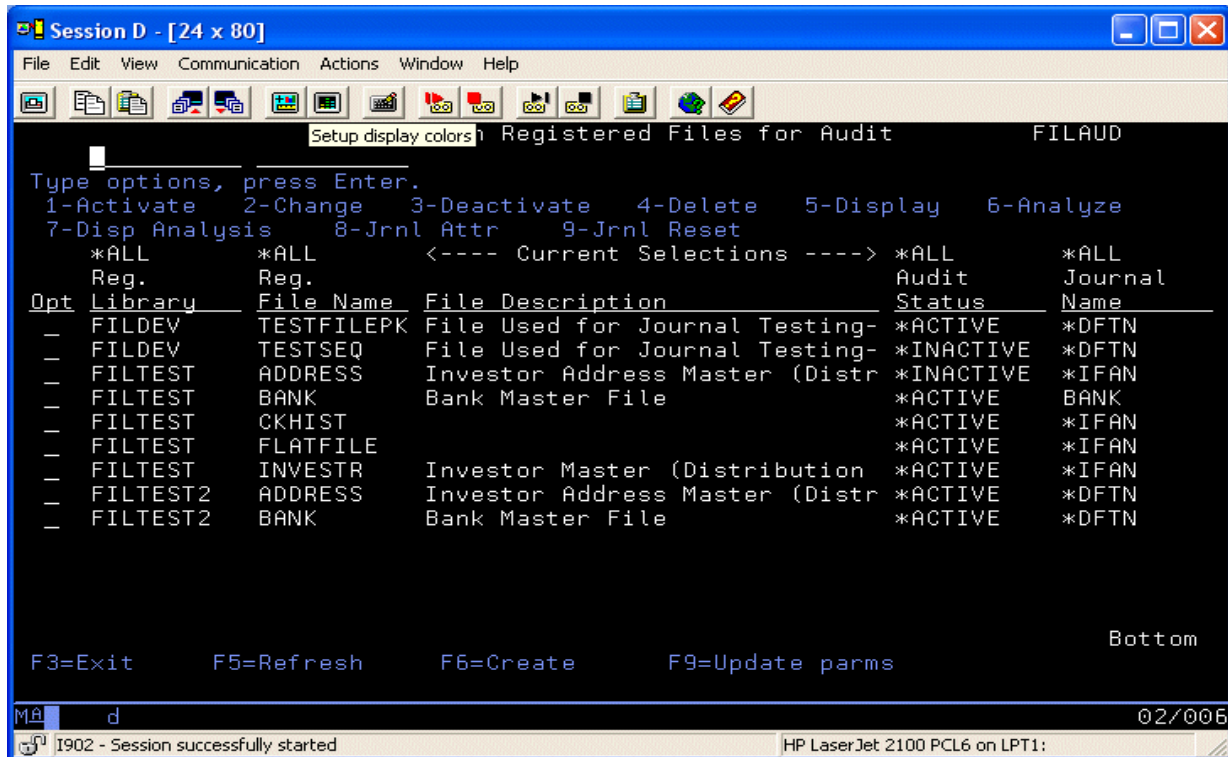 Session D - [24 x 80]
File Edit View Communication Actions Window Help
Setup display colors Registered Files for Audit FILAUD
Type options, press Enter.
1-Activate 2-Change 3-Deactivate 4-Delete 5-Display 6-Analyze
7-Disp Analysis 8-Jrnl Attr 9-Jrnl Reset
*ALL *ALL <---- Current Selections ----> *ALL *ALL
Reg. Reg. Audit Journal
Opt Library File Name File Description Status Name
_ FILDEV TESTFILEPK File Used for Journal Testing- *ACTIVE *DFTN
_ FILDEV TESTSEQ File Used for Journal Testing- *INACTIVE *DFTN
_ FILTEST ADDRESS Investor Address Master (Distr *INACTIVE *IFAN
_ FILTEST BANK Bank Master File *ACTIVE BANK
_ FILTEST CKHIST *ACTIVE *IFAN
_ FILTEST FLATFILE *ACTIVE *IFAN
_ FILTEST INVESTR Investor Master (Distribution *ACTIVE *IFAN
_ FILTEST2 ADDRESS Investor Address Master (Distr *ACTIVE *DFTN
_ FILTEST2 BANK Bank Master File *ACTIVE *DFTN
Bottom
F3=Exit F5=Refresh F6=Create F9=Update parms
MA d 02/006
I902 - Session successfully started HP LaserJet 2100 PCL6 on LPT1: